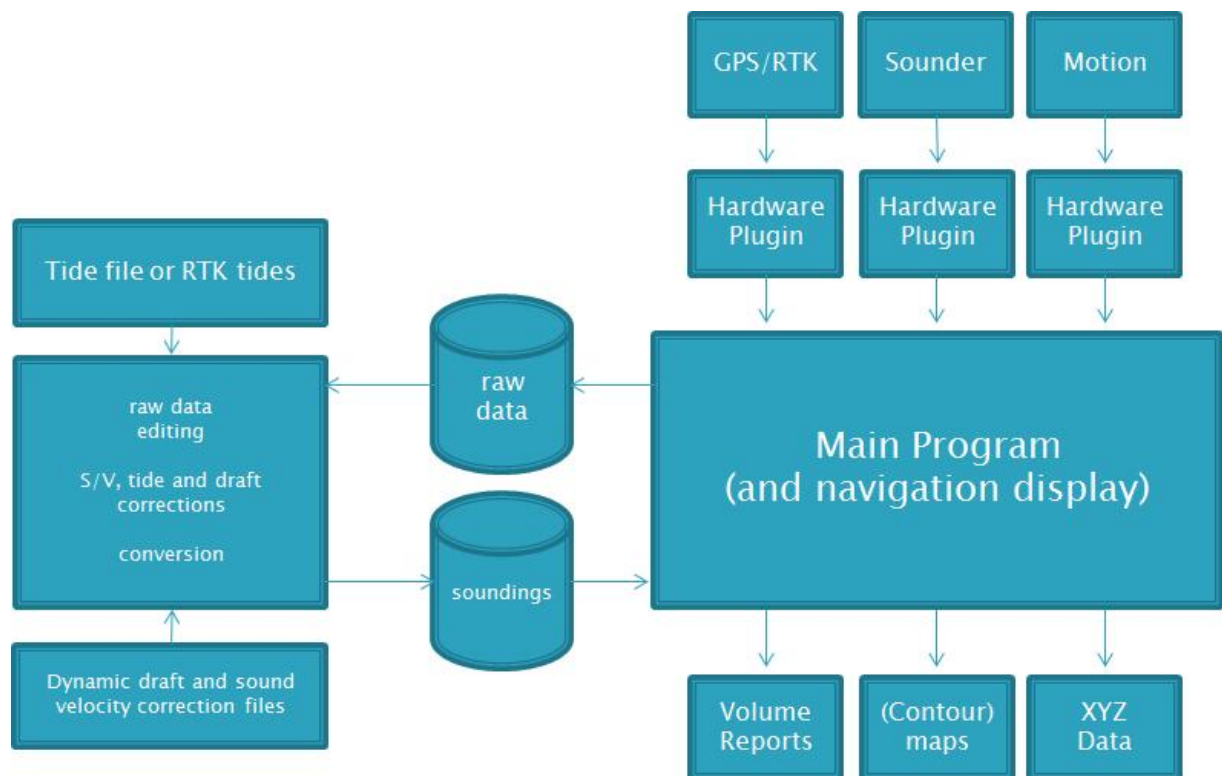 GPS/RTK
Sounder
Motion
Hardware
Plugin
Hardware
Plugin
Hardware
Plugin
Tide file or RTK tides
raw data
editing
S/V, tide and draft
corrections
conversion
Dynamic draft and sound
velocity correction files
raw
data
soundings
Main Program
(and navigation display)
Volume
Reports
(Contour)
maps
XYZ
Data